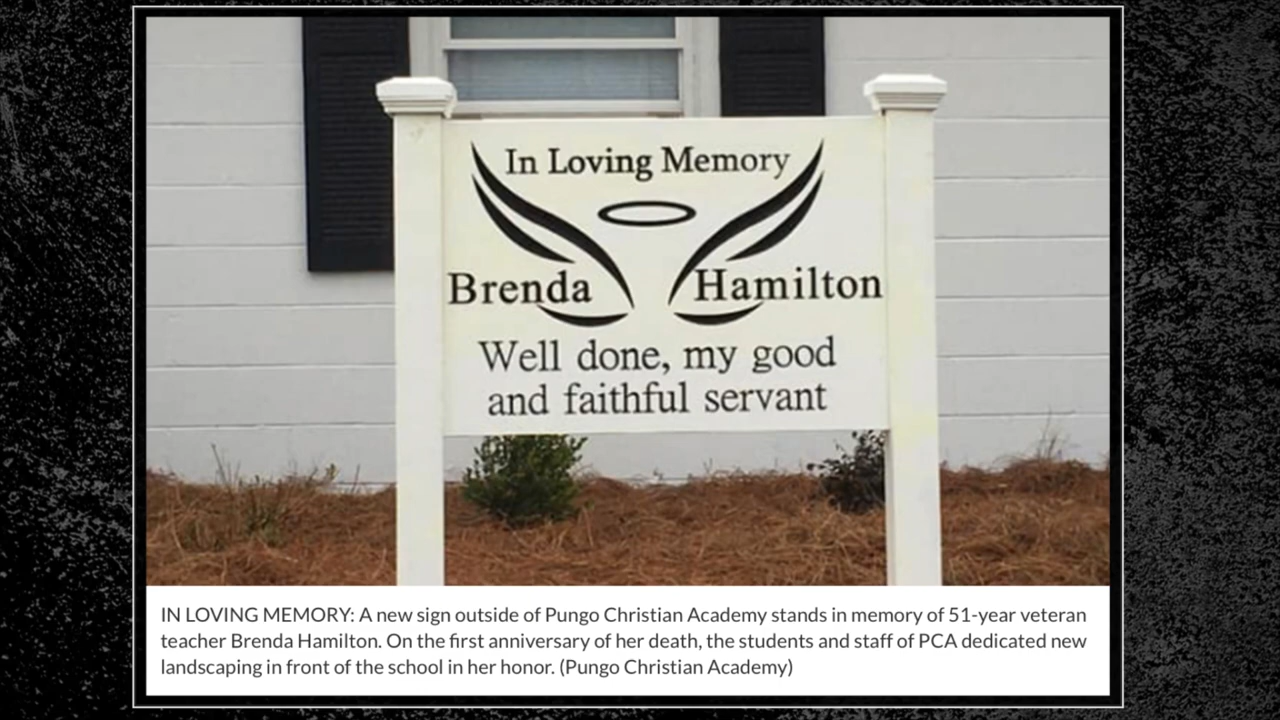 In Loving Memory
Brenda Hamilton
Well done, my good
and faithful servant
IN LOVING MEMORY: A new sign outside of Pungo Christian Academy stands in memory of 51-year veteran
teacher Brenda Hamilton. On the first anniversary of her death, the students and staff of PCA dedicated new
landscaping in front of the school in her honor. (Pungo Christian Academy)